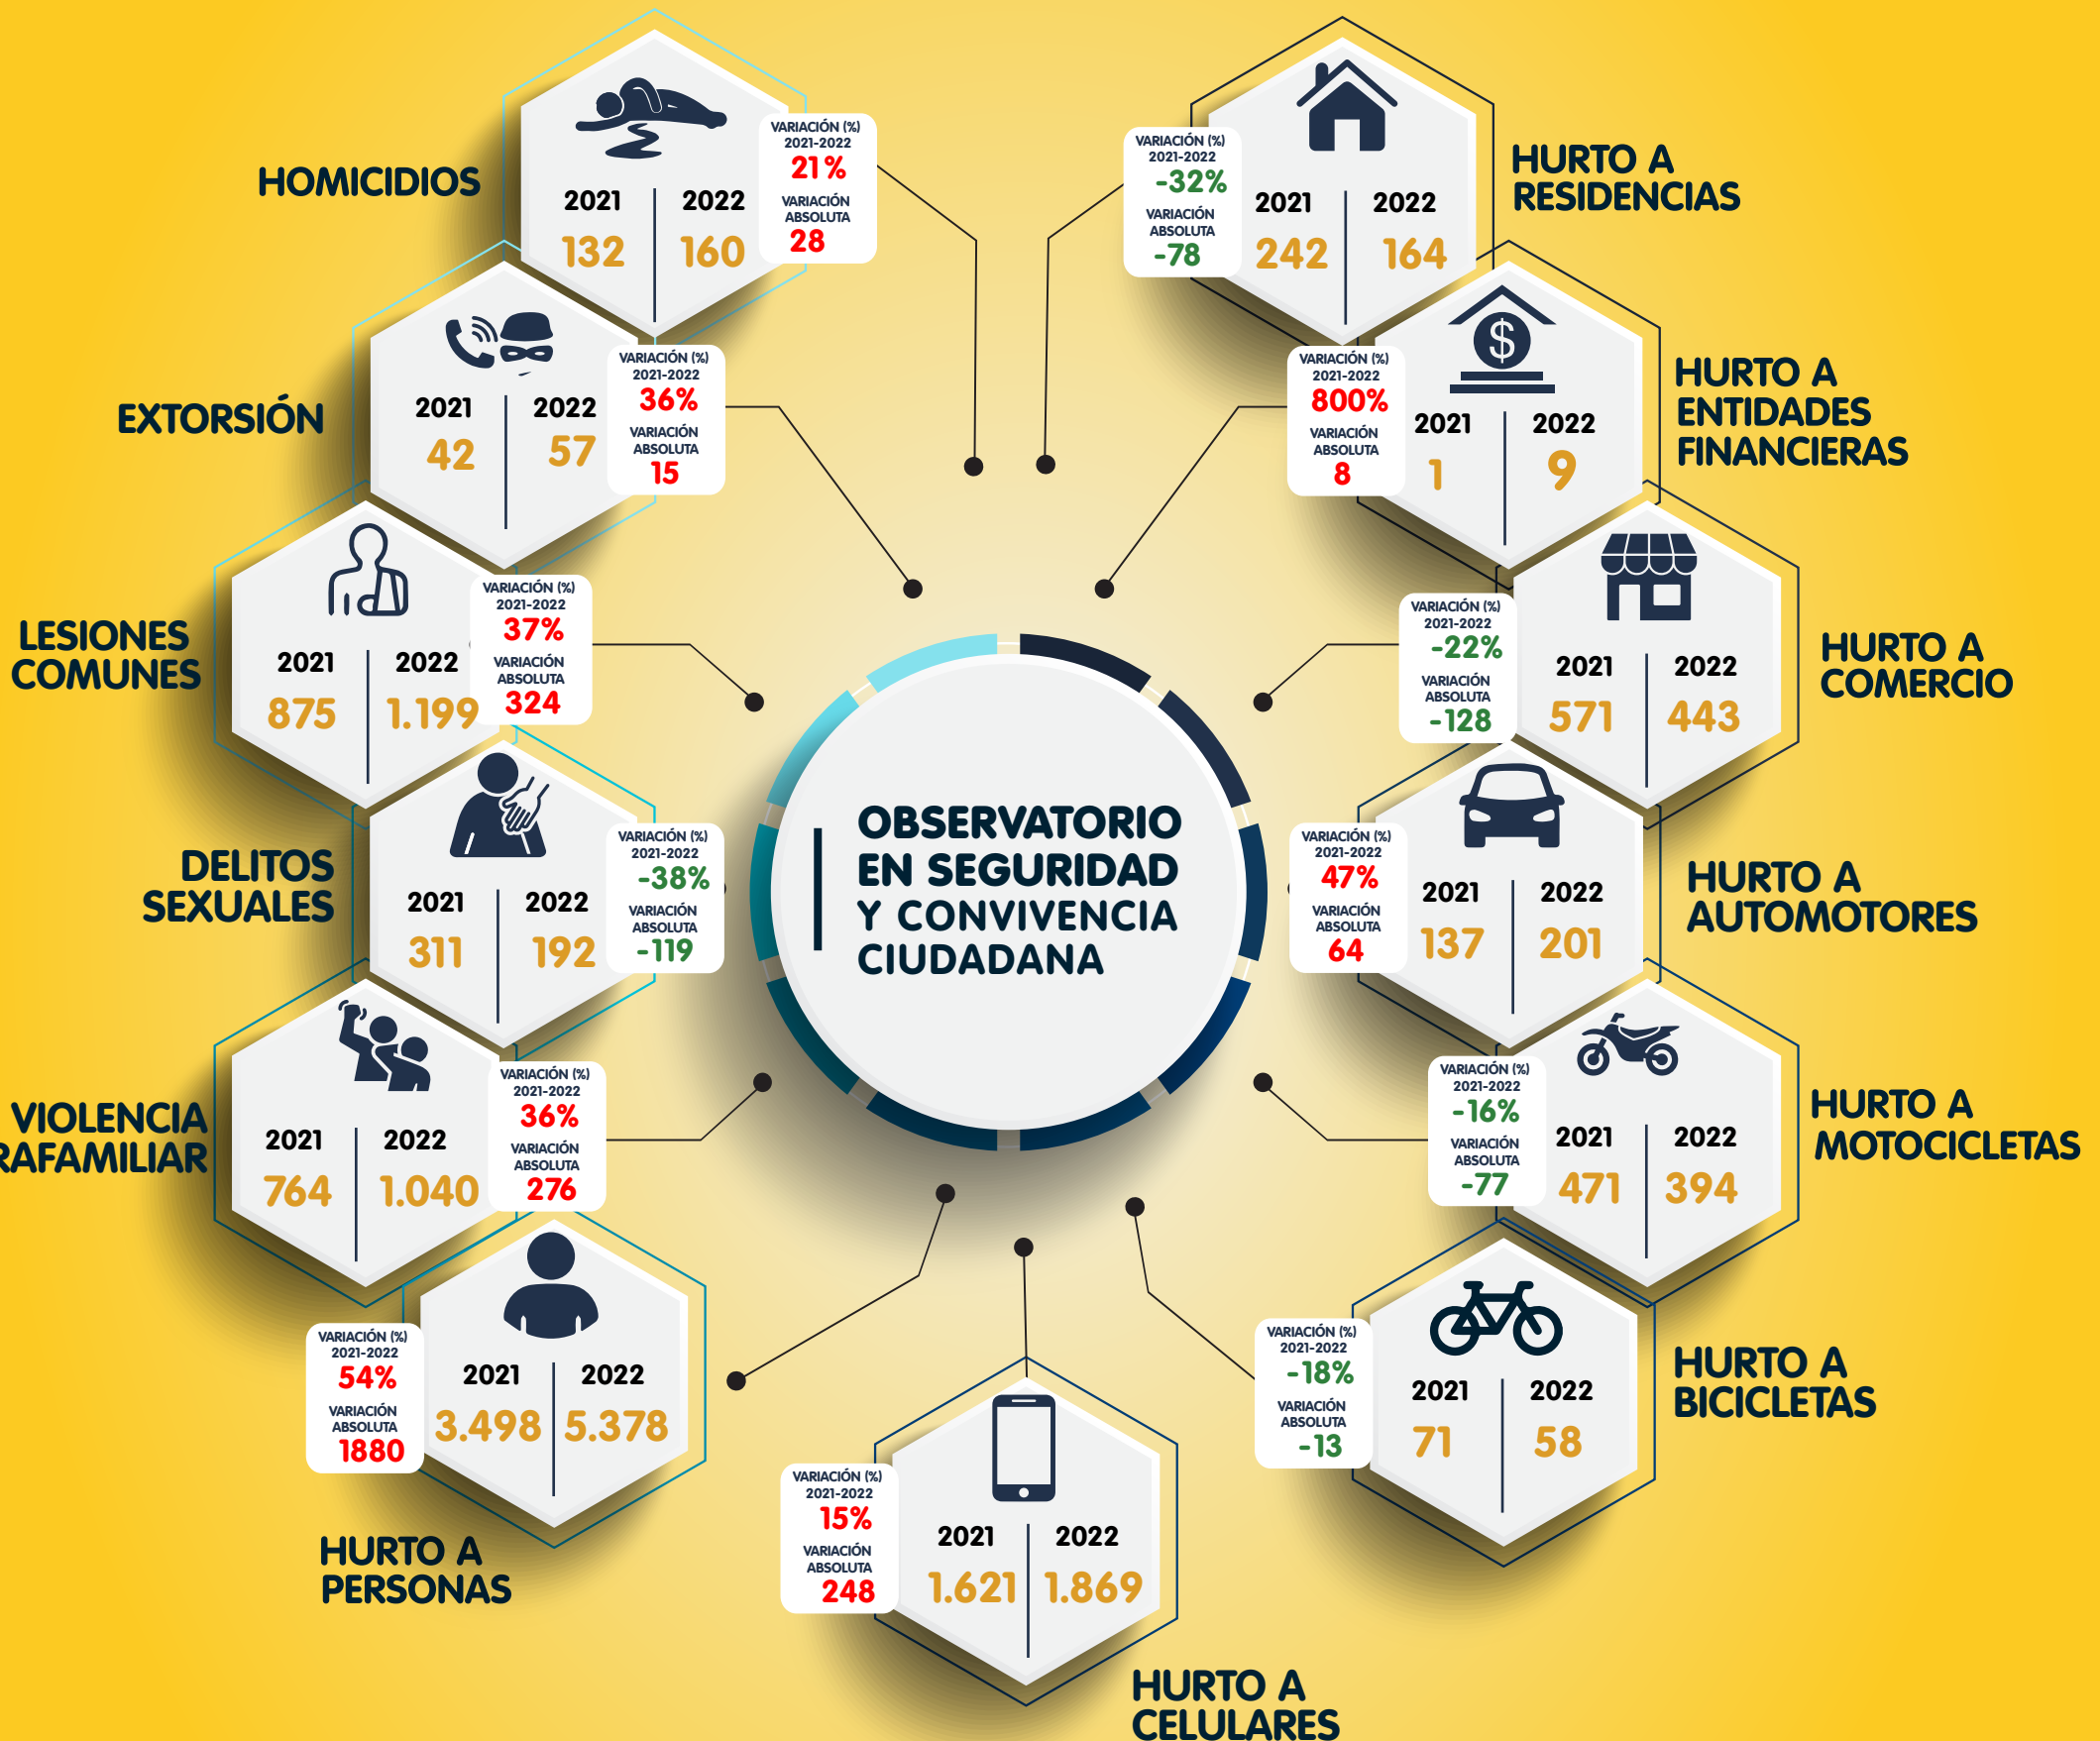 HOMICIDIOS
2021
2022
132
160
VARIACIÓN (%)
2021-2022
21%
VARIACIÓN
ABSOLUTA
28
EXTORSIÓN
2021
2022
42
57
VARIACIÓN (%)
2021-2022
36%
VARIACIÓN
ABSOLUTA
15
LESIONES
COMUNES
2021
2022
875
1.199
VARIACIÓN (%)
2021-2022
37%
VARIACIÓN
ABSOLUTA
324
DELITOS
SEXUALES
2021
2022
311
192
VARIACIÓN (%)
2021-2022
-38%
VARIACIÓN
ABSOLUTA
-119
VIOLENCIA
RAFAMILIAR
2021
2022
764
1.040
VARIACIÓN (%)
2021-2022
36%
VARIACIÓN
ABSOLUTA
276
VARIACIÓN (%)
2021-2022
54%
VARIACIÓN
ABSOLUTA
1880
2021
2022
3.498
5.378
HURTO A
PERSONAS
OBSERVATORIO
EN SEGURIDAD
Y CONVIVENCIA
CIUDADANA
VARIACIÓN (%)
2021-2022
15%
VARIACIÓN
ABSOLUTA
248
2021
2022
1.621
1.869
HURTO A
CELULARES
VARIACIÓN (%)
2021-2022
-32%
VARIACIÓN
ABSOLUTA
-78
2021
2022
242
164
HURTO A
RESIDENCIAS
VARIACIÓN (%)
2021-2022
800%
VARIACIÓN
ABSOLUTA
8
$
2021
2022
1
9
HURTO A
ENTIDADES
FINANCIERAS
VARIACIÓN (%)
2021-2022
-22%
VARIACIÓN
ABSOLUTA
-128
2021
2022
571
443
HURTO A
COMERCIO
VARIACIÓN (%)
2021-2022
47%
VARIACIÓN
ABSOLUTA
64
2021
2022
137
201
HURTO A
AUTOMOTORES
VARIACIÓN (%)
2021-2022
-16%
VARIACIÓN
ABSOLUTA
-77
2021
2022
471
394
HURTO A
MOTOCICLETAS
VARIACIÓN (%)
2021-2022
-18%
VARIACIÓN
ABSOLUTA
-13
2021
2022
71
58
HURTO A
BICICLETAS